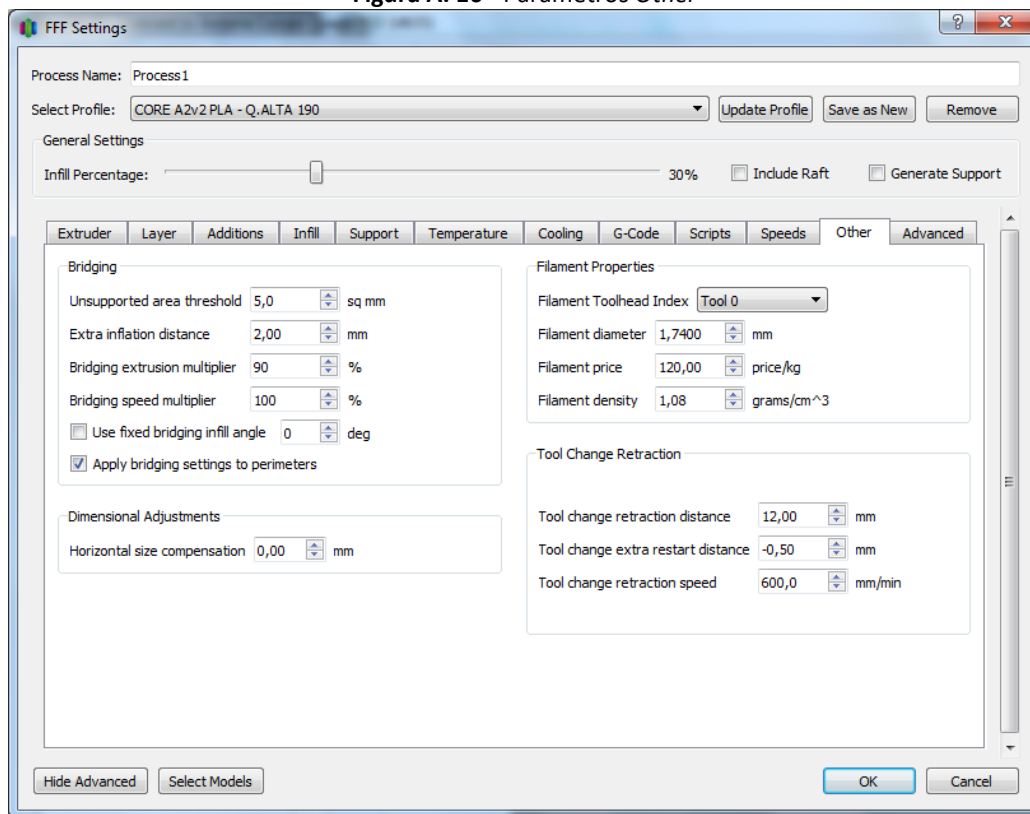 Figura A. 10 - Parâmetros Other
FFF Settings
Process Name: Process1
Select Profile: CORE A2v2 PLA - Q.ALTA 190 Update Profile Save as New Remove
General Settings
Infill Percentage: 30% Include Raft Generate Support
Extruder Layer Additions Infill Support Temperature Cooling G-Code Scripts Speeds Other Advanced
Bridging
Unsupported area threshold 5,0 sq mm
Extra inflation distance 2,00 mm
Bridging extrusion multiplier 90 %
Bridging speed multiplier 100 %
Use fixed bridging infill angle 0 deg
Apply bridging settings to perimeters
Dimensional Adjustments
Horizontal size compensation 0,00 mm
Filament Properties
Filament Toolhead Index Tool 0
Filament diameter 1,7400 mm
Filament price 120,00 price/kg
Filament density 1,08 grams/cm^3
Tool Change Retraction
Tool change retraction distance 12,00 mm
Tool change extra restart distance -0,50 mm
Tool change retraction speed 600,0 mm/min
Hide Advanced Select Models OK Cancel